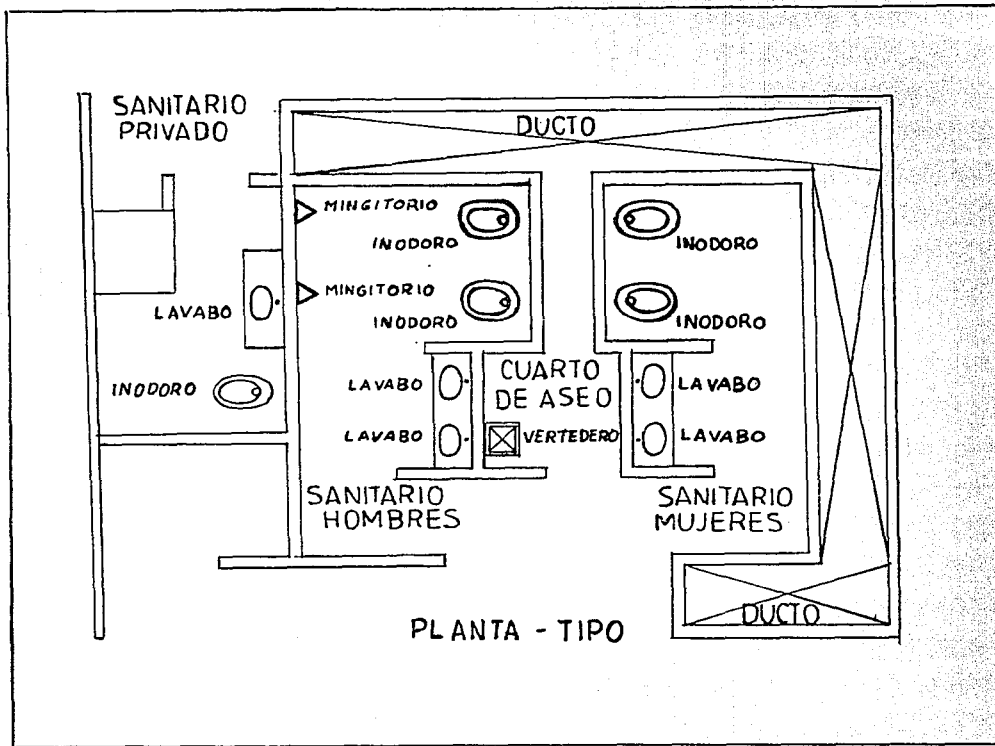 SANITARIO
PRIVADO
DUCTO
MINGITORIO
INODORO
INODORO
MINGITORIO
INODORO
INODORO
LAVABO
INODORO
LAVABO
CUARTO
DE ASEO
LAVABO
LAVABO
VERTEDERO
LAVABO
SANITARIO
HOMBRES
SANITARIO
MUJERES
DUCTO
PLANTA - TIPO